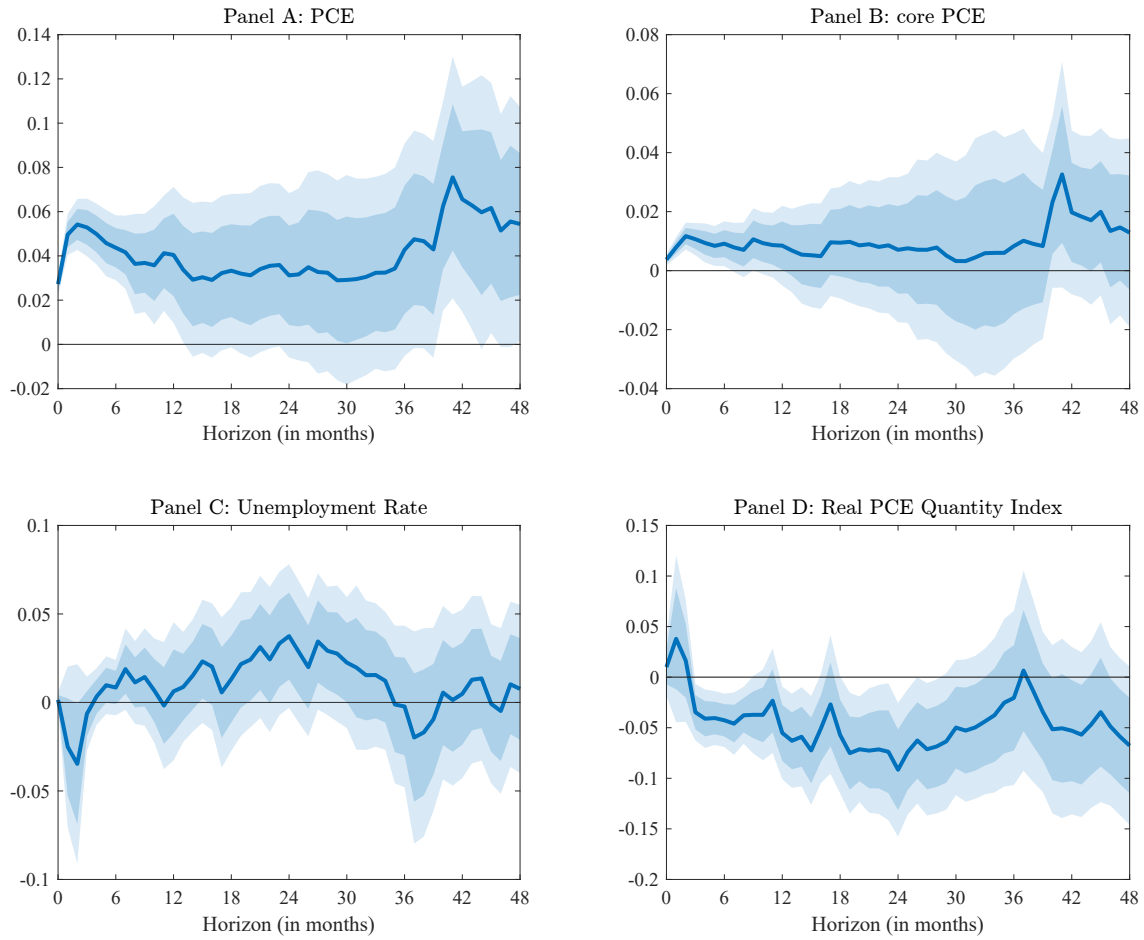 Panel A: PCE
0.14
0.12
0.1
0.08
0.06
0.04
0.02
0
-0.02
0 6 12 18 24 30 36 42 48
Horizon (in months)
Panel B: core PCE
0.08
0.06
0.04
0.02
0
-0.02
-0.04
0 6 12 18 24 30 36 42 48
Horizon (in months)
Panel C: Unemployment Rate
0.1
0.05
0
-0.05
-0.1
0 6 12 18 24 30 36 42 48
Horizon (in months)
Panel D: Real PCE Quantity Index
0.15
0.1
0.05
0
-0.05
-0.1
-0.15
-0.2
0 6 12 18 24 30 36 42 48
Horizon (in months)